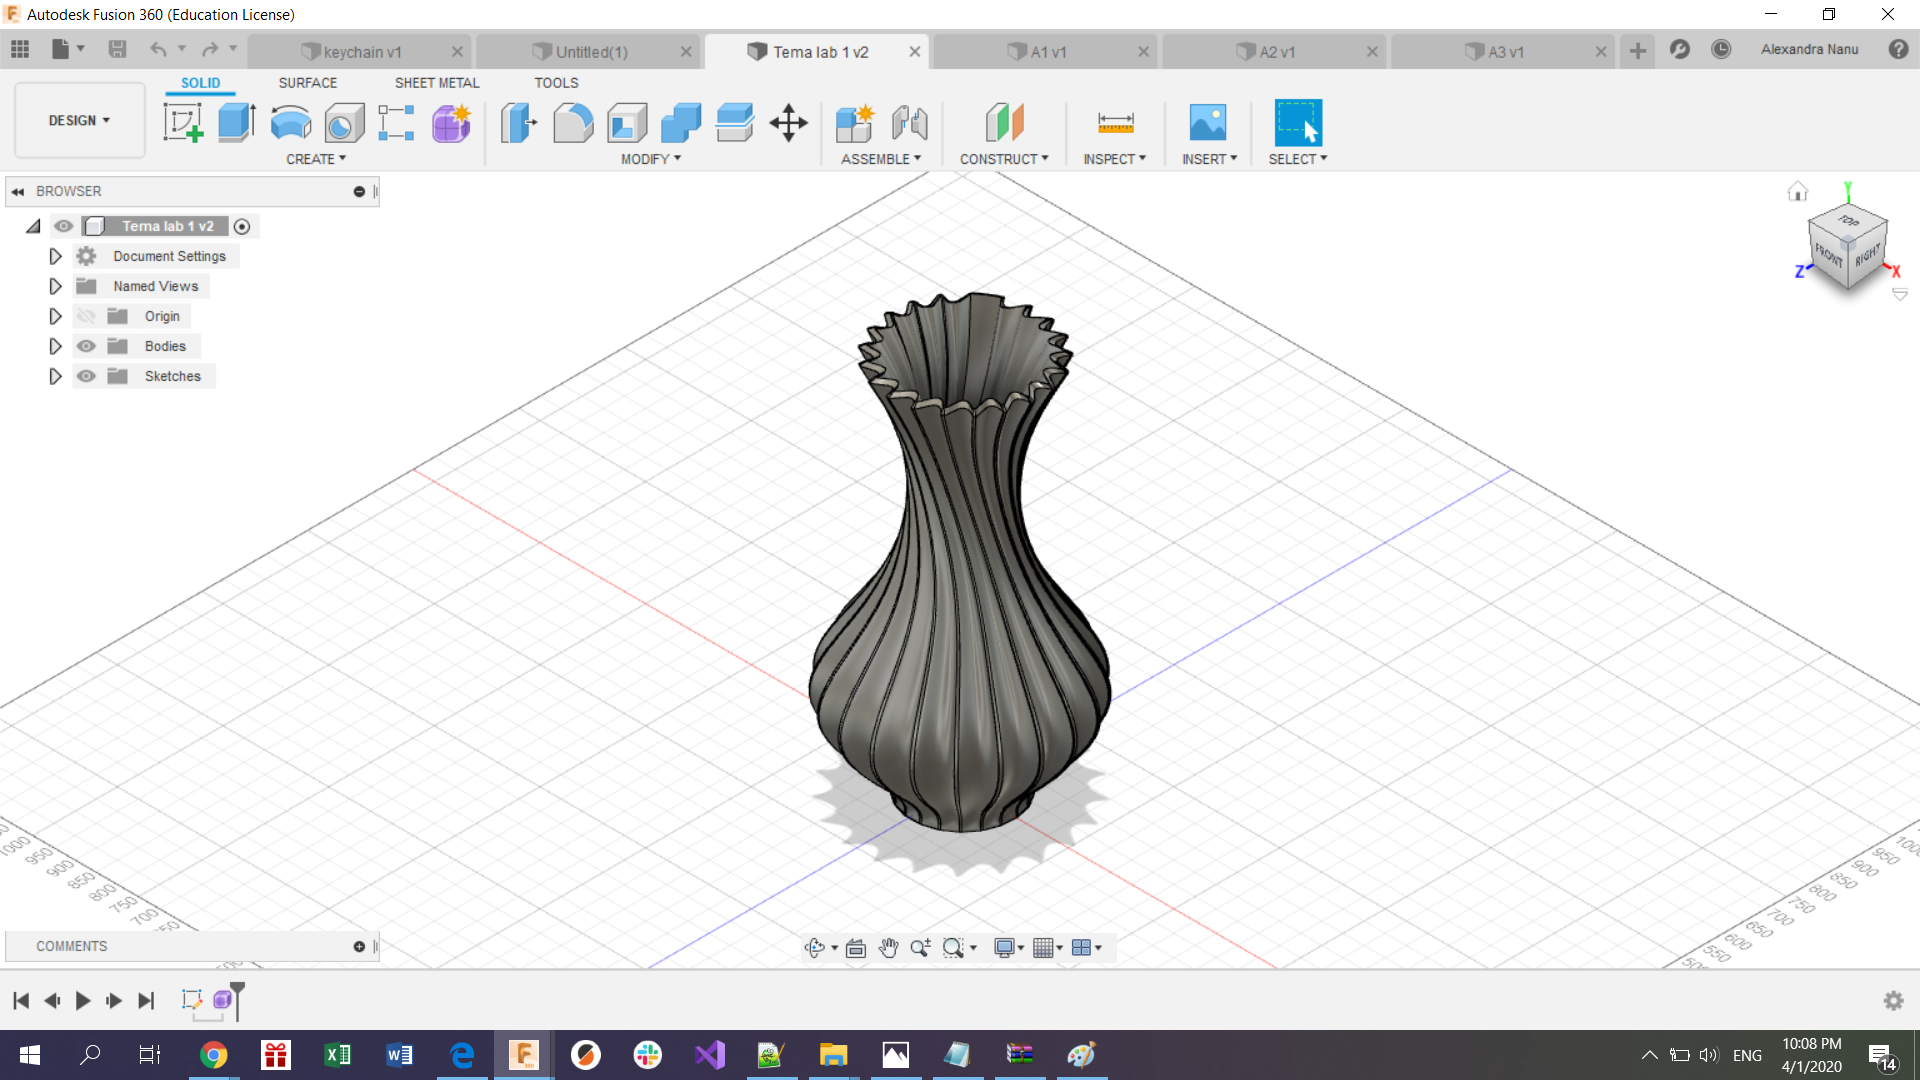 Autodesk Fusion 360 (Education License)
keychain v1
Untitled(1)
Tema lab 1 v2
A1 v1
A2 v1
A3 v1
Alexandra Nanu
SOLID
SURFACE
SHEET METAL
TOOLS
DESIGN
CREATE
MODIFY
ASSEMBLE
CONSTRUCT
INSPECT
INSERT
SELECT
BROWSER
Tema lab 1 v2
Document Settings
Named Views
Origin
Bodies
Sketches
Y
TOP
FRONT
RIGHT
Z
X
1000
950
900
850
800
750
700
950
900
850
800
750
700
650
600
550
COMMENTS
ENG
10:08 PM
4/1/2020
14